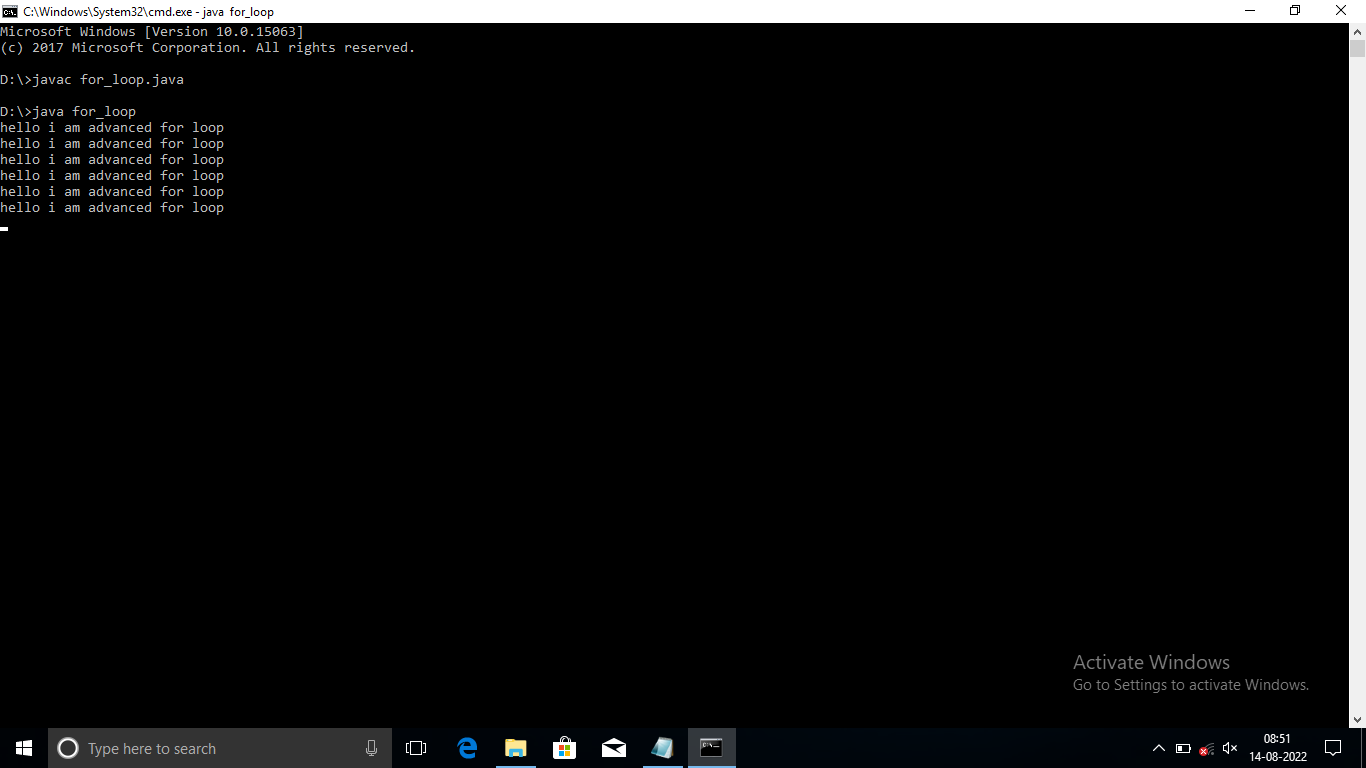 C:\Windows\System32\cmd.exe - java for_loop
Microsoft Windows [Version 10.0.15063]
(c) 2017 Microsoft Corporation. All rights reserved.
D:\>javac for_loop.java
D:\>java for_loop
hello i am advanced for loop
hello i am advanced for loop
hello i am advanced for loop
hello i am advanced for loop
hello i am advanced for loop
hello i am advanced for loop
Activate Windows
Go to Settings to activate Windows.
Type here to search
08:51
14-08-2022